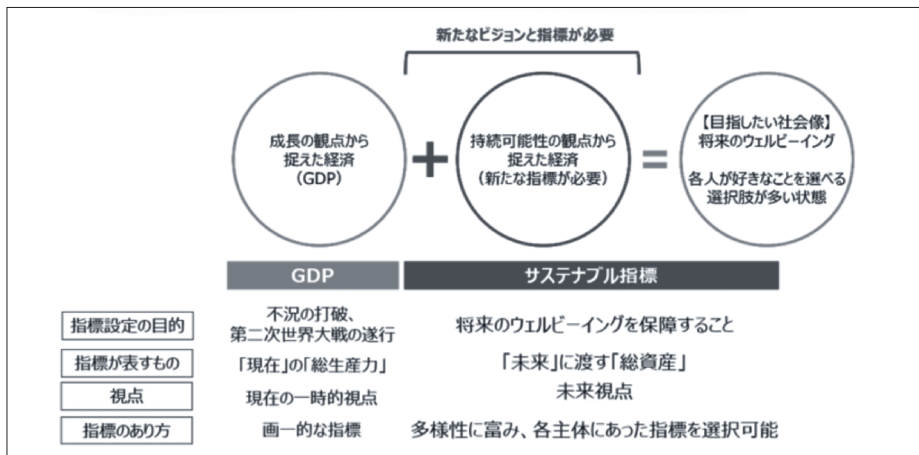 新たなビジョンと指標が必要
成長の観点から
捉えた経済
(GDP)
+
持続可能性の観点から
捉えた経済
(新たな指標が必要)
=
【目指したい社会像】
将来のウェルビーイング
各人が好きなことを選べる
選択肢が多い状態
GDP
サステナブル指標
指標設定の目的
不況の打破、
第二次世界大戦の遂行
将来のウェルビーイングを保障すること
指標が表すもの
「現在」の「総生産力」
「未来」に渡す「総資産」
視点
現在の一時的視点
未来視点
指標のあり方
画一的な指標
多様性に富み、各主体にあった指標を選択可能